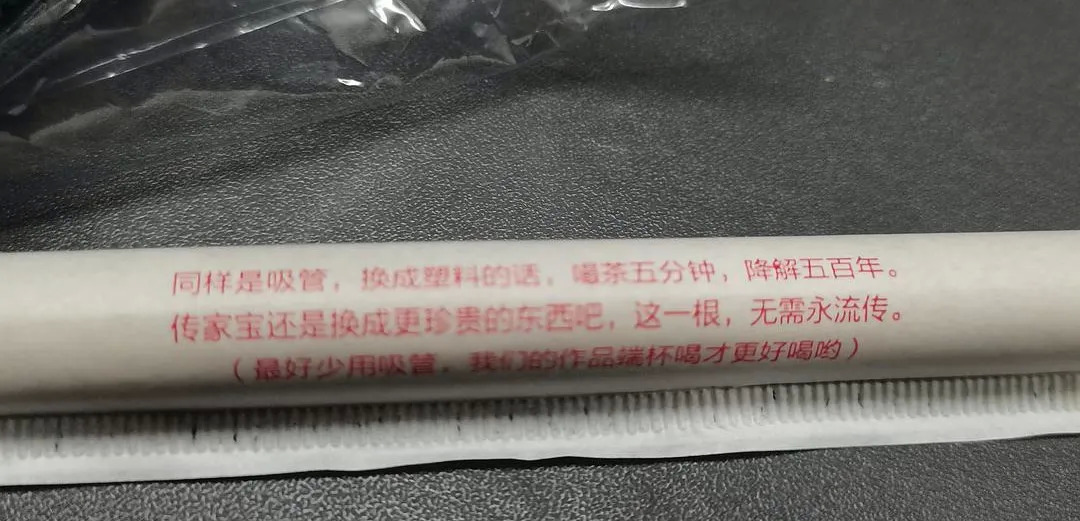 同样是吸管，换成塑料的话，喝茶五分钟，降解五百年。
传家宝还是换成更珍贵的东西吧，这一根，无需永流传。
（最好少用吸管，我们的作品端杯喝才更好喝哟）